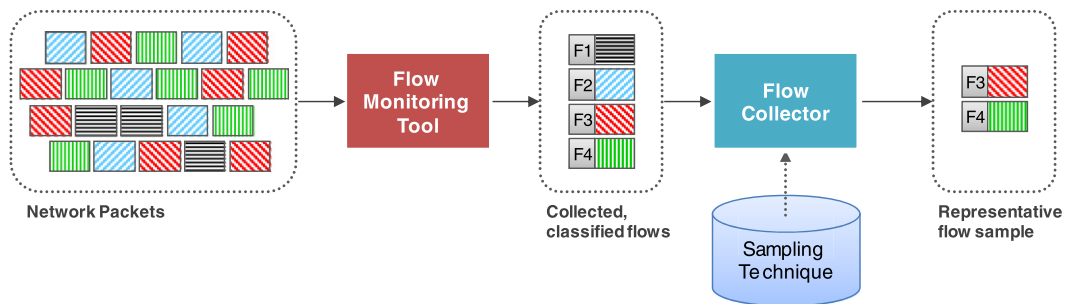 Network Packets
Flow
Monitoring
Tool
F1
F2
F3
F4
Collected,
classified flows
Flow
Collector
Sampling
Technique
F3
F4
Representative
flow sample